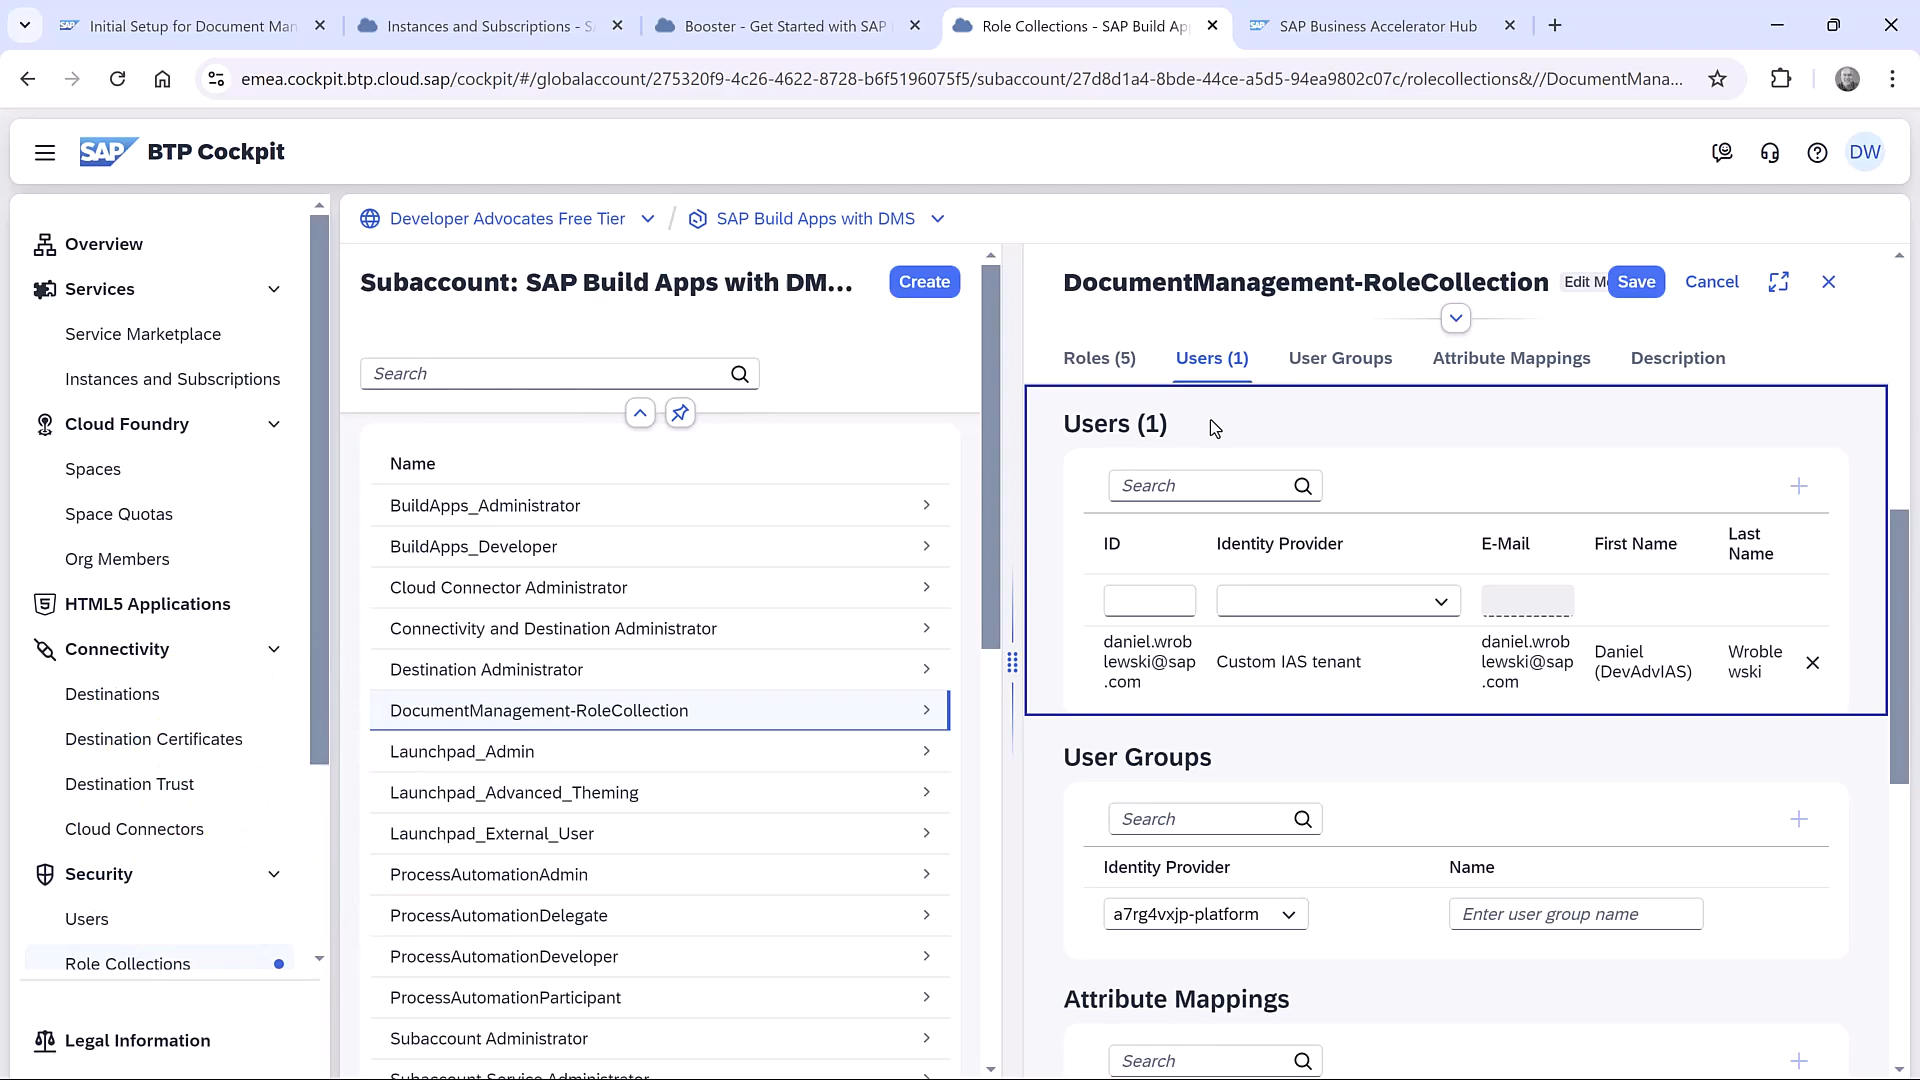 Initial Setup for Document Man
Instances and Subscriptions - SA
Booster - Get Started with SAP
Role Collections - SAP Build Ap
SAP Business Accelerator Hub
emea.cockpit.btp.cloud.sap/cockpit/#/globalaccount/275320f9-4c26-4622-8728-b6f5196075f5/subaccount/27d8d1a4-8bde-44ce-a5d5-94ea9802c07c/rolecollections&//DocumentMana...
SAP BTP Cockpit
DW
Overview
Services
Service Marketplace
Instances and Subscriptions
Cloud Foundry
Spaces
Space Quotas
Org Members
HTML5 Applications
Connectivity
Destinations
Destination Certificates
Destination Trust
Cloud Connectors
Security
Users
Role Collections
Legal Information
Developer Advocates Free Tier / SAP Build Apps with DMS
Subaccount: SAP Build Apps with DM...
Create
Search
Name
BuildApps_Administrator
BuildApps_Developer
Cloud Connector Administrator
Connectivity and Destination Administrator
Destination Administrator
DocumentManagement-RoleCollection
Launchpad_Admin
Launchpad_Advanced_Theming
Launchpad_External_User
ProcessAutomationAdmin
ProcessAutomationDelegate
ProcessAutomationDeveloper
ProcessAutomationParticipant
Subaccount Administrator
Subaccount Service Administrator
DocumentManagement-RoleCollection
Edit M
Save
Cancel
Roles (5)
Users (1)
User Groups
Attribute Mappings
Description
Users (1)
Search
ID
Identity Provider
E-Mail
First Name
Last
Name
daniel.wrob
lewski@sap
.com
Custom IAS tenant
daniel.wrob
lewski@sap
.com
Daniel
(DevAdvIAS)
Wroble
wski
User Groups
Search
Identity Provider
Name
a7rg4vxjp-platform
Enter user group name
Attribute Mappings
Search